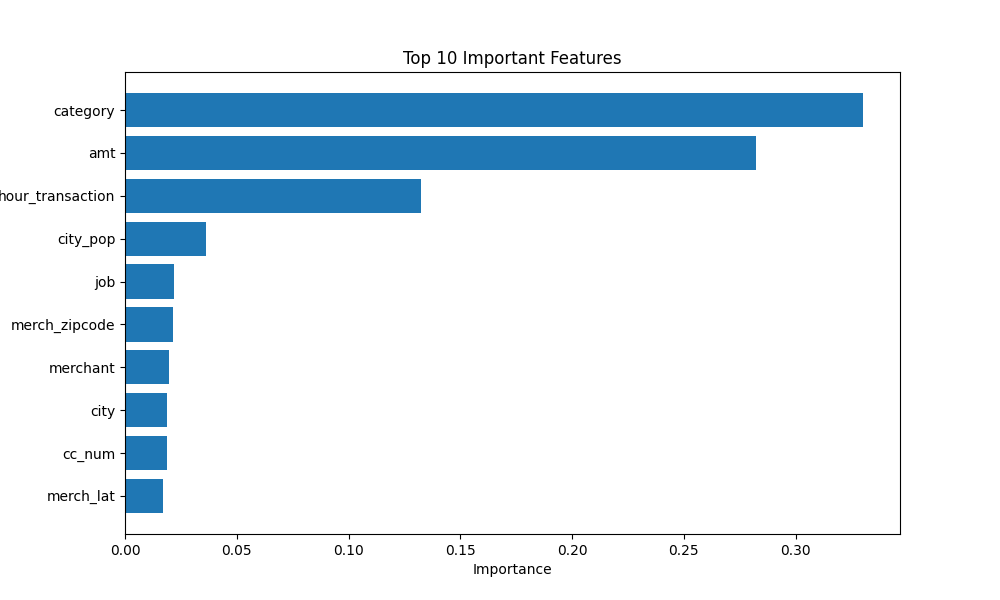 Top 10 Important Features
category
amt
hour_transaction
city_pop
job
merch_zipcode
merchant
city
cc_num
merch_lat
0.00 0.05 0.10 0.15 0.20 0.25 0.30
Importance